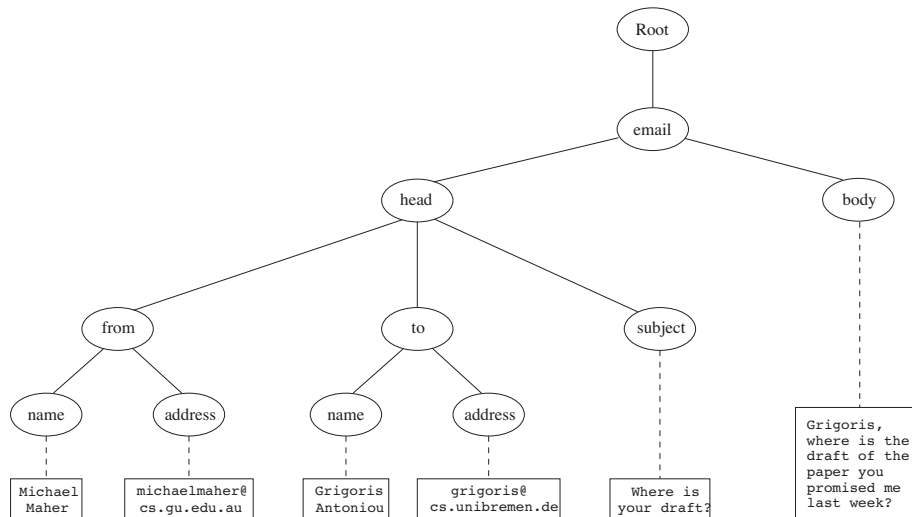 Root
email
head
body
from
to
subject
name
address
name
address
Michael
Maher
michaelmaher@
cs.gu.edu.au
Grigoris
Antoniou
grigoris@
cs.unibremen.de
Where is
your draft?
Grigoris,
where is the
draft of the
paper you
promised me
last week?